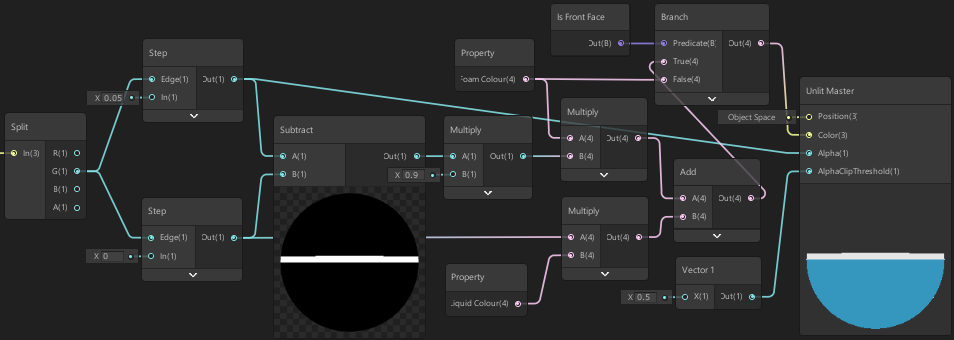 Split
In(3)
R(1)
G(1)
B(1)
A(1)
Step
Edge(1)
Out(1)
X 0.05
In(1)
Step
Edge(1)
Out(1)
X 0
In(1)
Subtract
A(1)
Out(1)
B(1)
Multiply
A(1)
Out(1)
X 0.9
B(1)
Property
Foam Colour(4)
Is Front Face
Out(B)
Branch
Predicate(B)
Out(4)
True(4)
False(4)
Multiply
A(4)
Out(4)
B(4)
Multiply
A(4)
Out(4)
B(4)
Property
Liquid Colour(4)
Add
A(4)
Out(4)
B(4)
Vector 1
X 0.5
X(1)
Out(1)
Unlit Master
Object Space
Position(3)
Color(3)
Alpha(1)
AlphaClipThreshold(1)